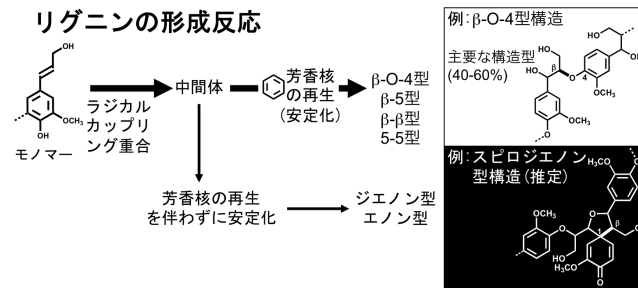 リグニンの形成反応
OH
OCH₃
OH
モノマー
ラジカル
カップリ
ング重合
中間体
芳香核
の再生
(安定化)
β-O-4型
β-5型
β-β型
5-5型
芳香核の再生
を伴わずに安定化
ジエノン型
エノン型
例:β-O-4型構造
主要な構造型
(40-60%)
HO
OH
HO
HO
β
O
4
OCH₃
OCH₃
O
例:スピロジエノン
型構造(推定)
H₃CO
O
O
β
1
OCH₃
O
HO
H₃CO
O